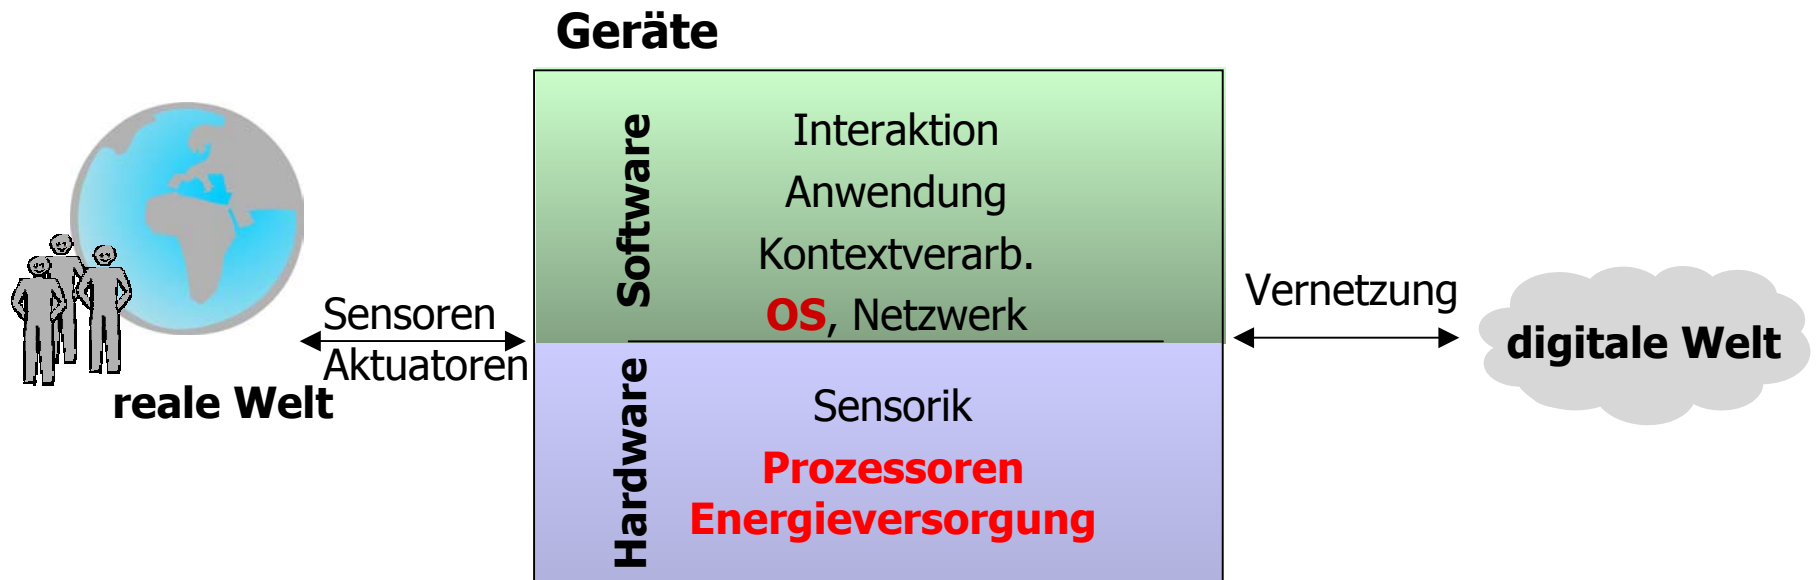 Geräte
Software
Interaktion
Anwendung
Kontextverarb.
OS, Netzwerk
Hardware
Sensorik
Prozessoren
Energieversorgung
Sensoren
Aktuatoren
reale Welt
Vernetzung
digitale Welt